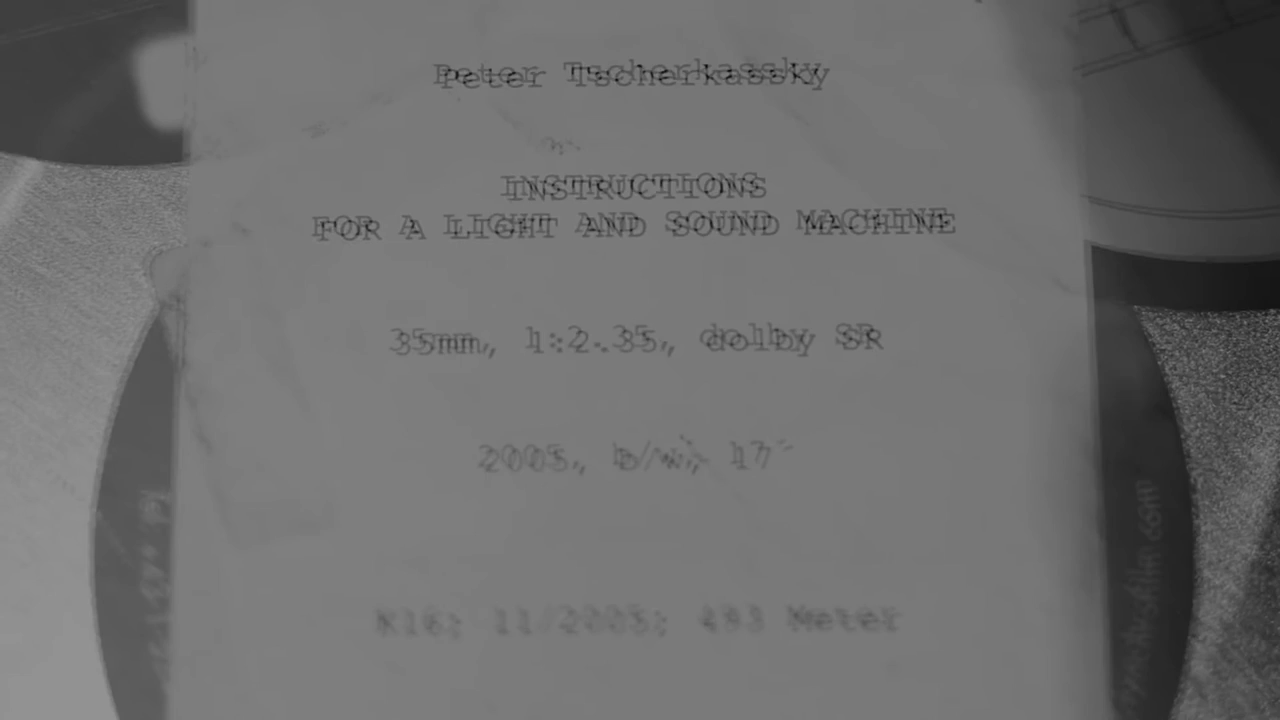 Peter Tscherkassky
INSTRUCTIONS
FOR A LIGHT AND SOUND MACHINE
35mm, 1:2.35, dolby SR
2005, b/w, 17'
K16; 11/2005; 493 Meter